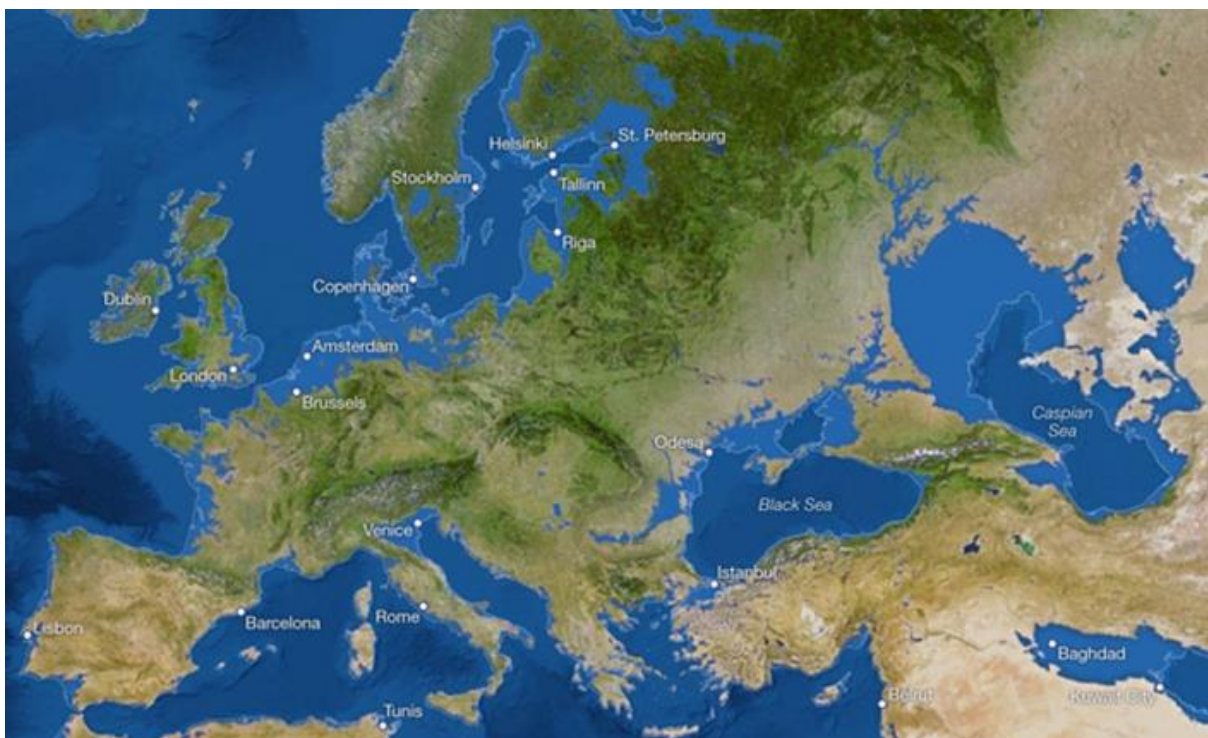 Helsinki
St. Petersburg
Stockholm
Tallinn
Riga
Copenhagen
Dublin
Amsterdam
London
Brussels
Caspian
Sea
Odesa
Black Sea
Venice
Istanbul
Barcelona
Rome
Lisbon
Baghdad
Beirut
Kuwait City
Tunis